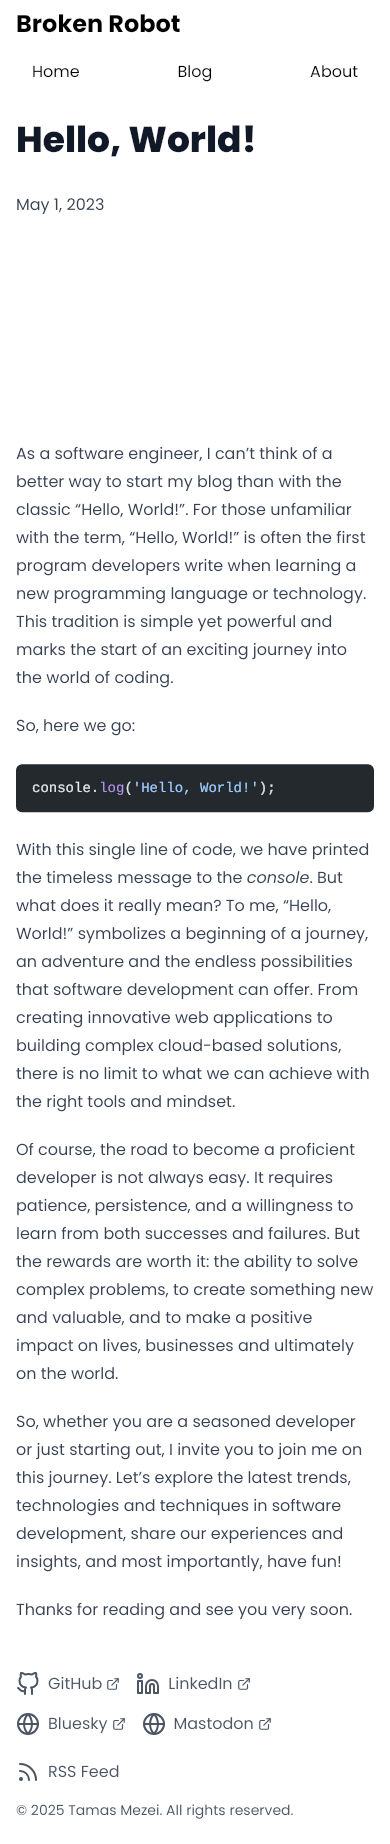 Broken Robot
Home Blog About
Hello, World!
May 1, 2023
As a software engineer, I can’t think of a
better way to start my blog than with the
classic “Hello, World!”. For those unfamiliar
with the term, “Hello, World!” is often the first
program developers write when learning a
new programming language or technology.
This tradition is simple yet powerful and
marks the start of an exciting journey into
the world of coding.
So, here we go:
console.log('Hello, World!');
With this single line of code, we have printed
the timeless message to the console. But
what does it really mean? To me, “Hello,
World!” symbolizes a beginning of a journey,
an adventure and the endless possibilities
that software development can offer. From
creating innovative web applications to
building complex cloud-based solutions,
there is no limit to what we can achieve with
the right tools and mindset.
Of course, the road to become a proficient
developer is not always easy. It requires
patience, persistence, and a willingness to
learn from both successes and failures. But
the rewards are worth it: the ability to solve
complex problems, to create something new
and valuable, and to make a positive
impact on lives, businesses and ultimately
on the world.
So, whether you are a seasoned developer
or just starting out, I invite you to join me on
this journey. Let’s explore the latest trends,
technologies and techniques in software
development, share our experiences and
insights, and most importantly, have fun!
Thanks for reading and see you very soon.
GitHub LinkedIn
Bluesky Mastodon
RSS Feed
© 2025 Tamas Mezei. All rights reserved.